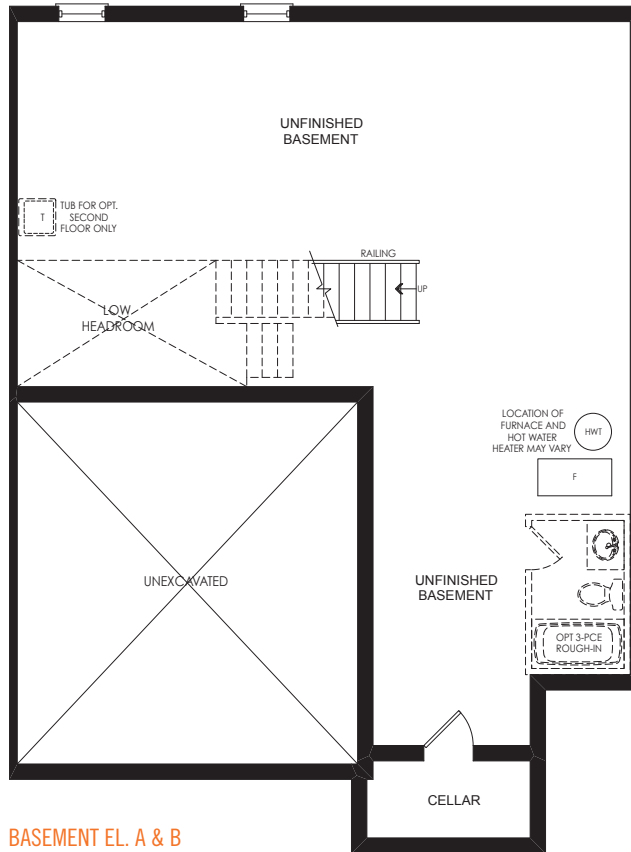 UNFINISHED
BASEMENT
T
TUB FOR OPT.
SECOND
FLOOR ONLY
RAILING
UP
LOW
HEADROOM
LOCATION OF
FURNACE AND
HOT WATER
HEATER MAY VARY
HWT
F
UNEXCAVATED
UNFINISHED
BASEMENT
OPT 3-PCE
ROUGH-IN
CELLAR
BASEMENT EL. A & B